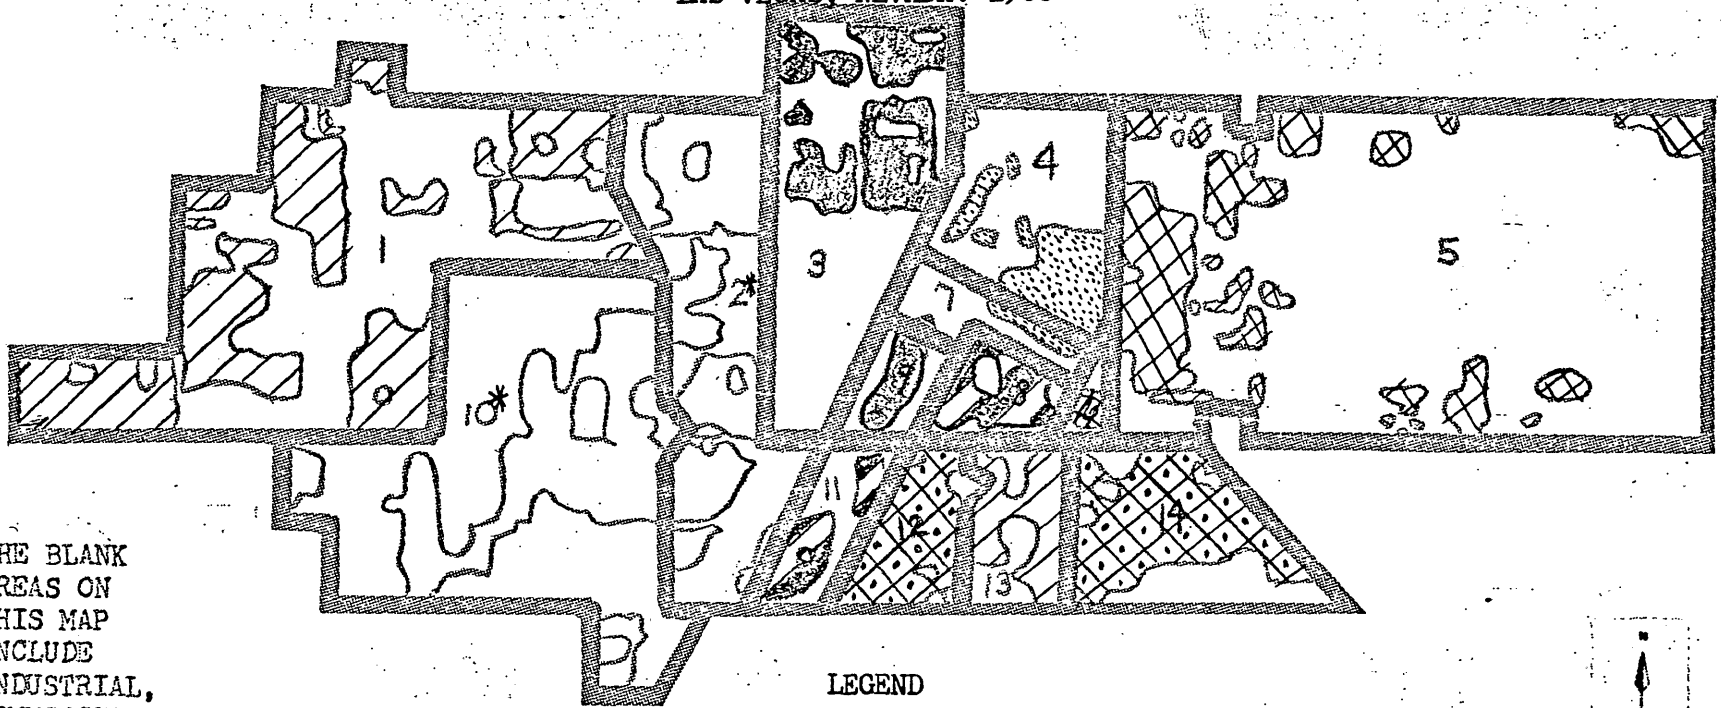 1
2*
3
4
5
7
8
10*
11
12
13
14
HE BLANK
REAS ON
HIS MAP
NCLUDE
NDUSTRIAL,
LEGEND